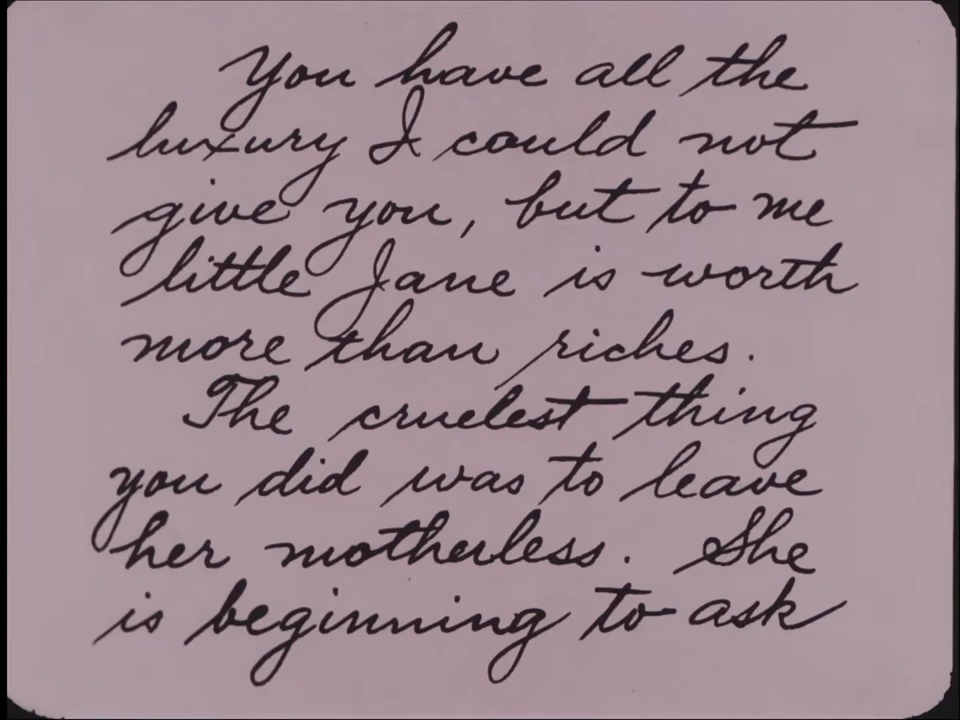 You have all the
luxury I could not
give you, but to me
little Jane is worth
more than riches.
The cruelest thing
you did was to leave
her motherless. She
is beginning to ask